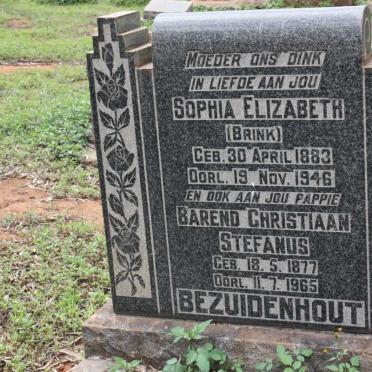 MOEDER ONS DINK
IN LIEFDE AAN JOU
SOPHIA ELIZABETH
(BRINK)
GEB. 30 APRIL 1883
OORL. 19 NOV. 1946
EN OOK AAN JOU PAPPIE
BAREND CHRISTIAAN
STEFANUS
GEB. 18.5.1877
OORL. 11.7.1965
BEZUIDENHOUT